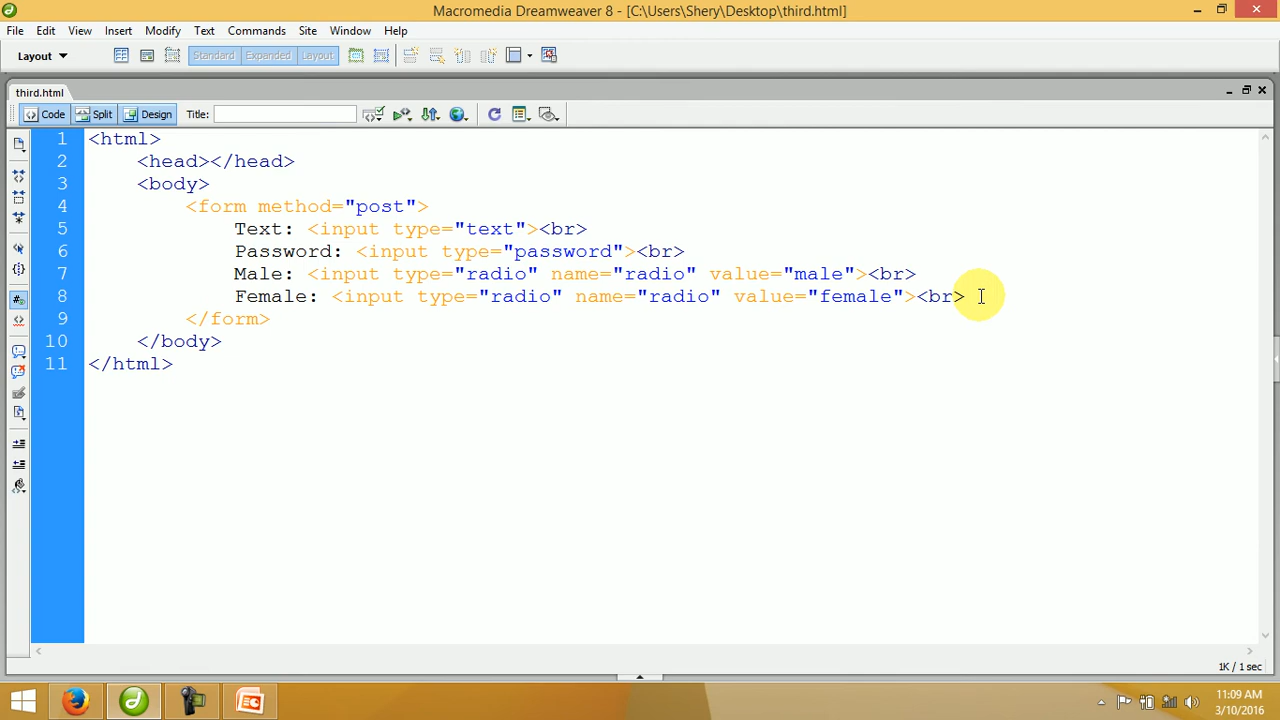 Macromedia Dreamweaver 8 - [C:\Users\Shery\Desktop\third.html]
File Edit View Insert Modify Text Commands Site Window Help
Layout Standard Expanded Layout
third.html
Code Split Design Title:
1 <html>
2 <head></head>
3 <body>
4 <form method="post">
5 Text: <input type="text"><br>
6 Password: <input type="password"><br>
7 Male: <input type="radio" name="radio" value="male"><br>
8 Female: <input type="radio" name="radio" value="female"><br>
9 </form>
10 </body>
11 </html>
1K / 1 sec
11:09 AM
3/10/2016